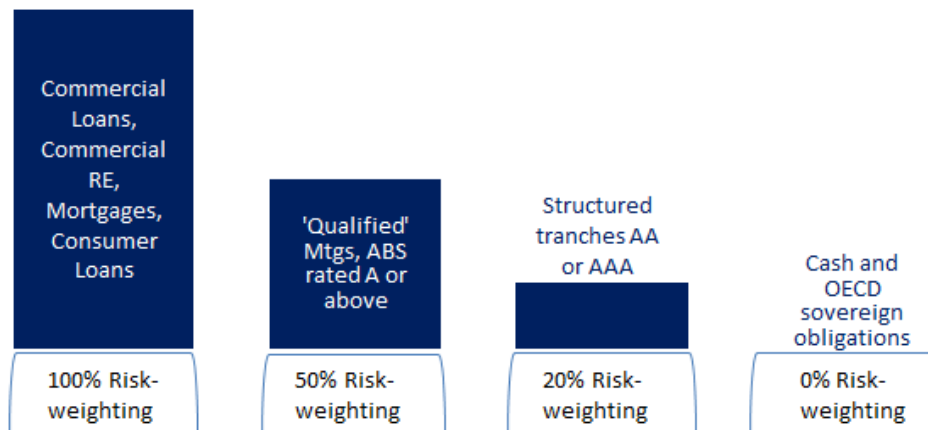 Commercial
Loans,
Commercial
RE,
Mortgages,
Consumer
Loans
100% Risk-
weighting
'Qualified'
Mtgs, ABS
rated A or
above
50% Risk-
weighting
Structured
tranches AA
or AAA
20% Risk-
weighting
Cash and
OECD
sovereign
obligations
0% Risk-
weighting